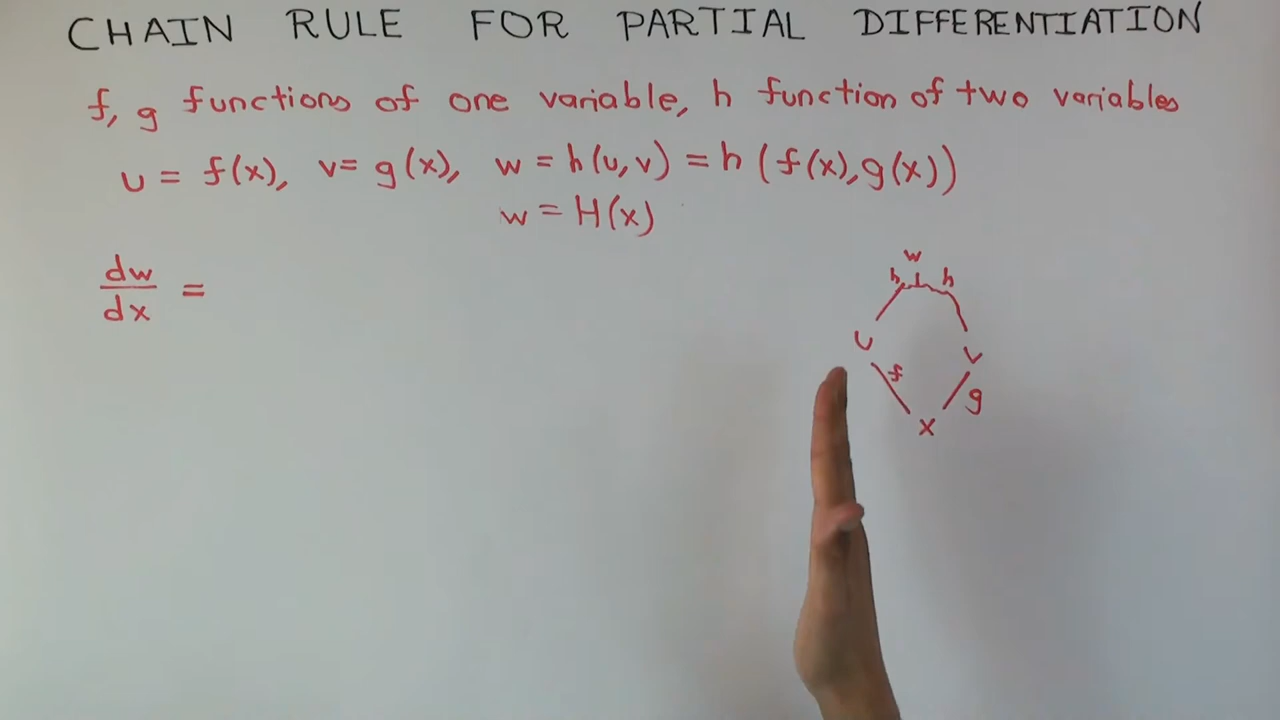 CHAIN RULE FOR PARTIAL DIFFERENTIATION
f, g functions of one variable, h function of two variables
u = f(x), v = g(x), w = h(u, v) = h(f(x), g(x))
w = H(x)
dw/dx =
w
h h
u v
f g
x